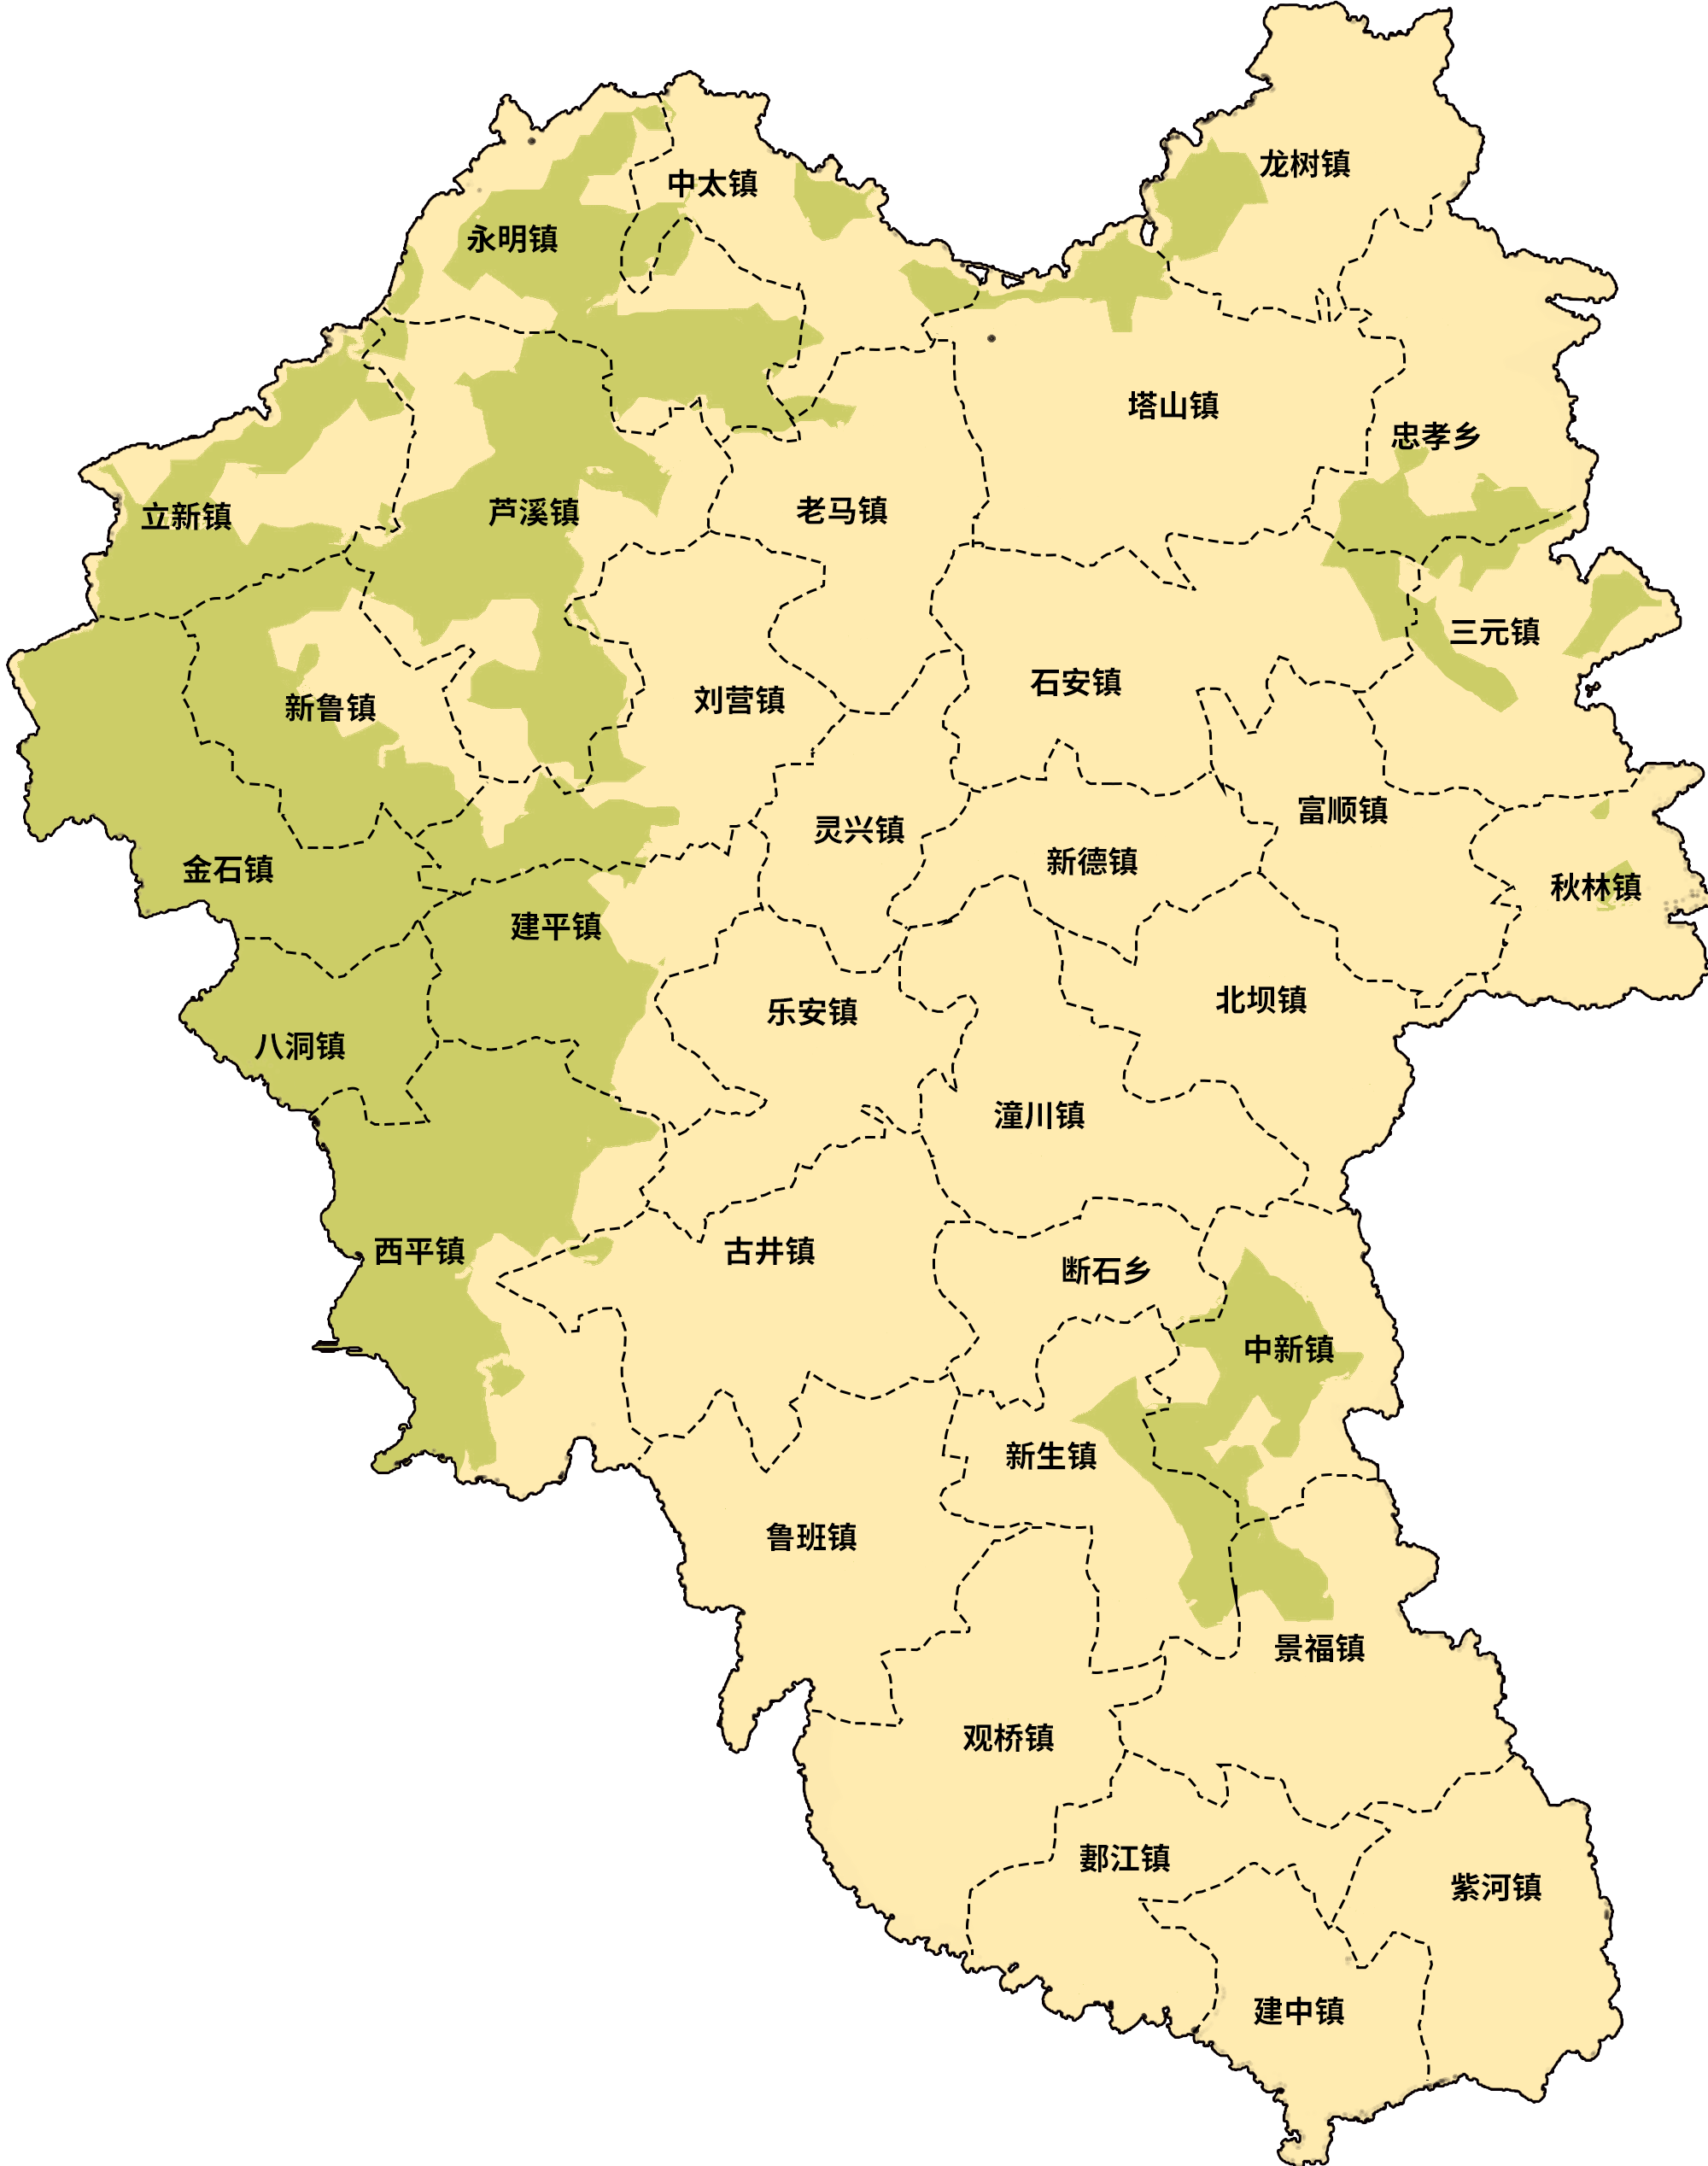 龙树镇
中太镇
永明镇
塔山镇
忠孝乡
立新镇
芦溪镇
老马镇
三元镇
石安镇
刘营镇
新鲁镇
富顺镇
灵兴镇
新德镇
金石镇
秋林镇
建平镇
北坝镇
乐安镇
八洞镇
潼川镇
西平镇
古井镇
断石乡
中新镇
新生镇
鲁班镇
景福镇
观桥镇
郪江镇
紫河镇
建中镇